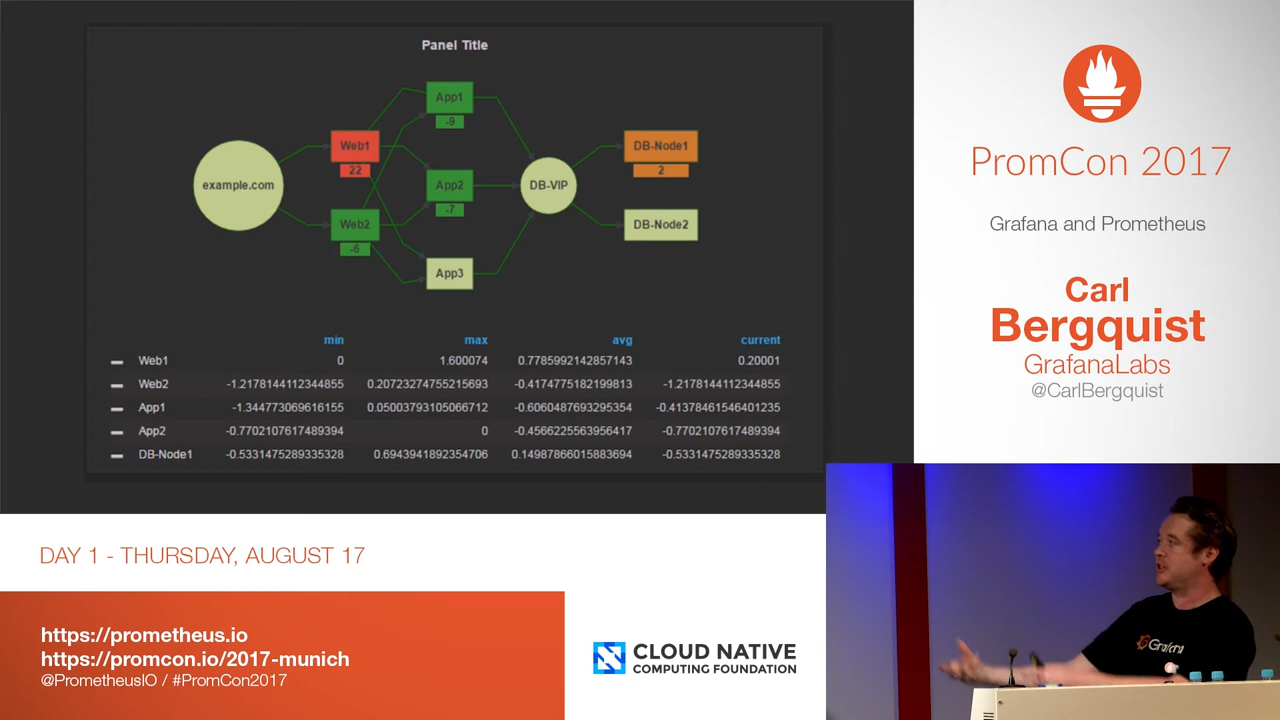 Panel Title
example.com
Web1
22
Web2
-6
App1
-9
App2
-7
App3
DB-VIP
DB-Node1
2
DB-Node2
min max avg current
Web1 0 1.600074 0.7785992142857143 0.20001
Web2 -1.2178144112344855 0.20723274755215693 -0.4174775182199813 -1.2178144112344855
App1 -1.344773069616155 0.05003793105066712 -0.6060487693295354 -0.41378461546401235
App2 -0.7702107617489394 0 -0.4566225563956417 -0.7702107617489394
DB-Node1 -0.5331475289335328 0.6943941892354706 0.14987866015883694 -0.5331475289335328
PromCon 2017
Grafana and Prometheus
Carl
Bergquist
GrafanaLabs
@CarlBergquist
DAY 1 - THURSDAY, AUGUST 17
https://prometheus.io
https://promcon.io/2017-munich
@PrometheusIO / #PromCon2017
CLOUD NATIVE
COMPUTING FOUNDATION
Grafana